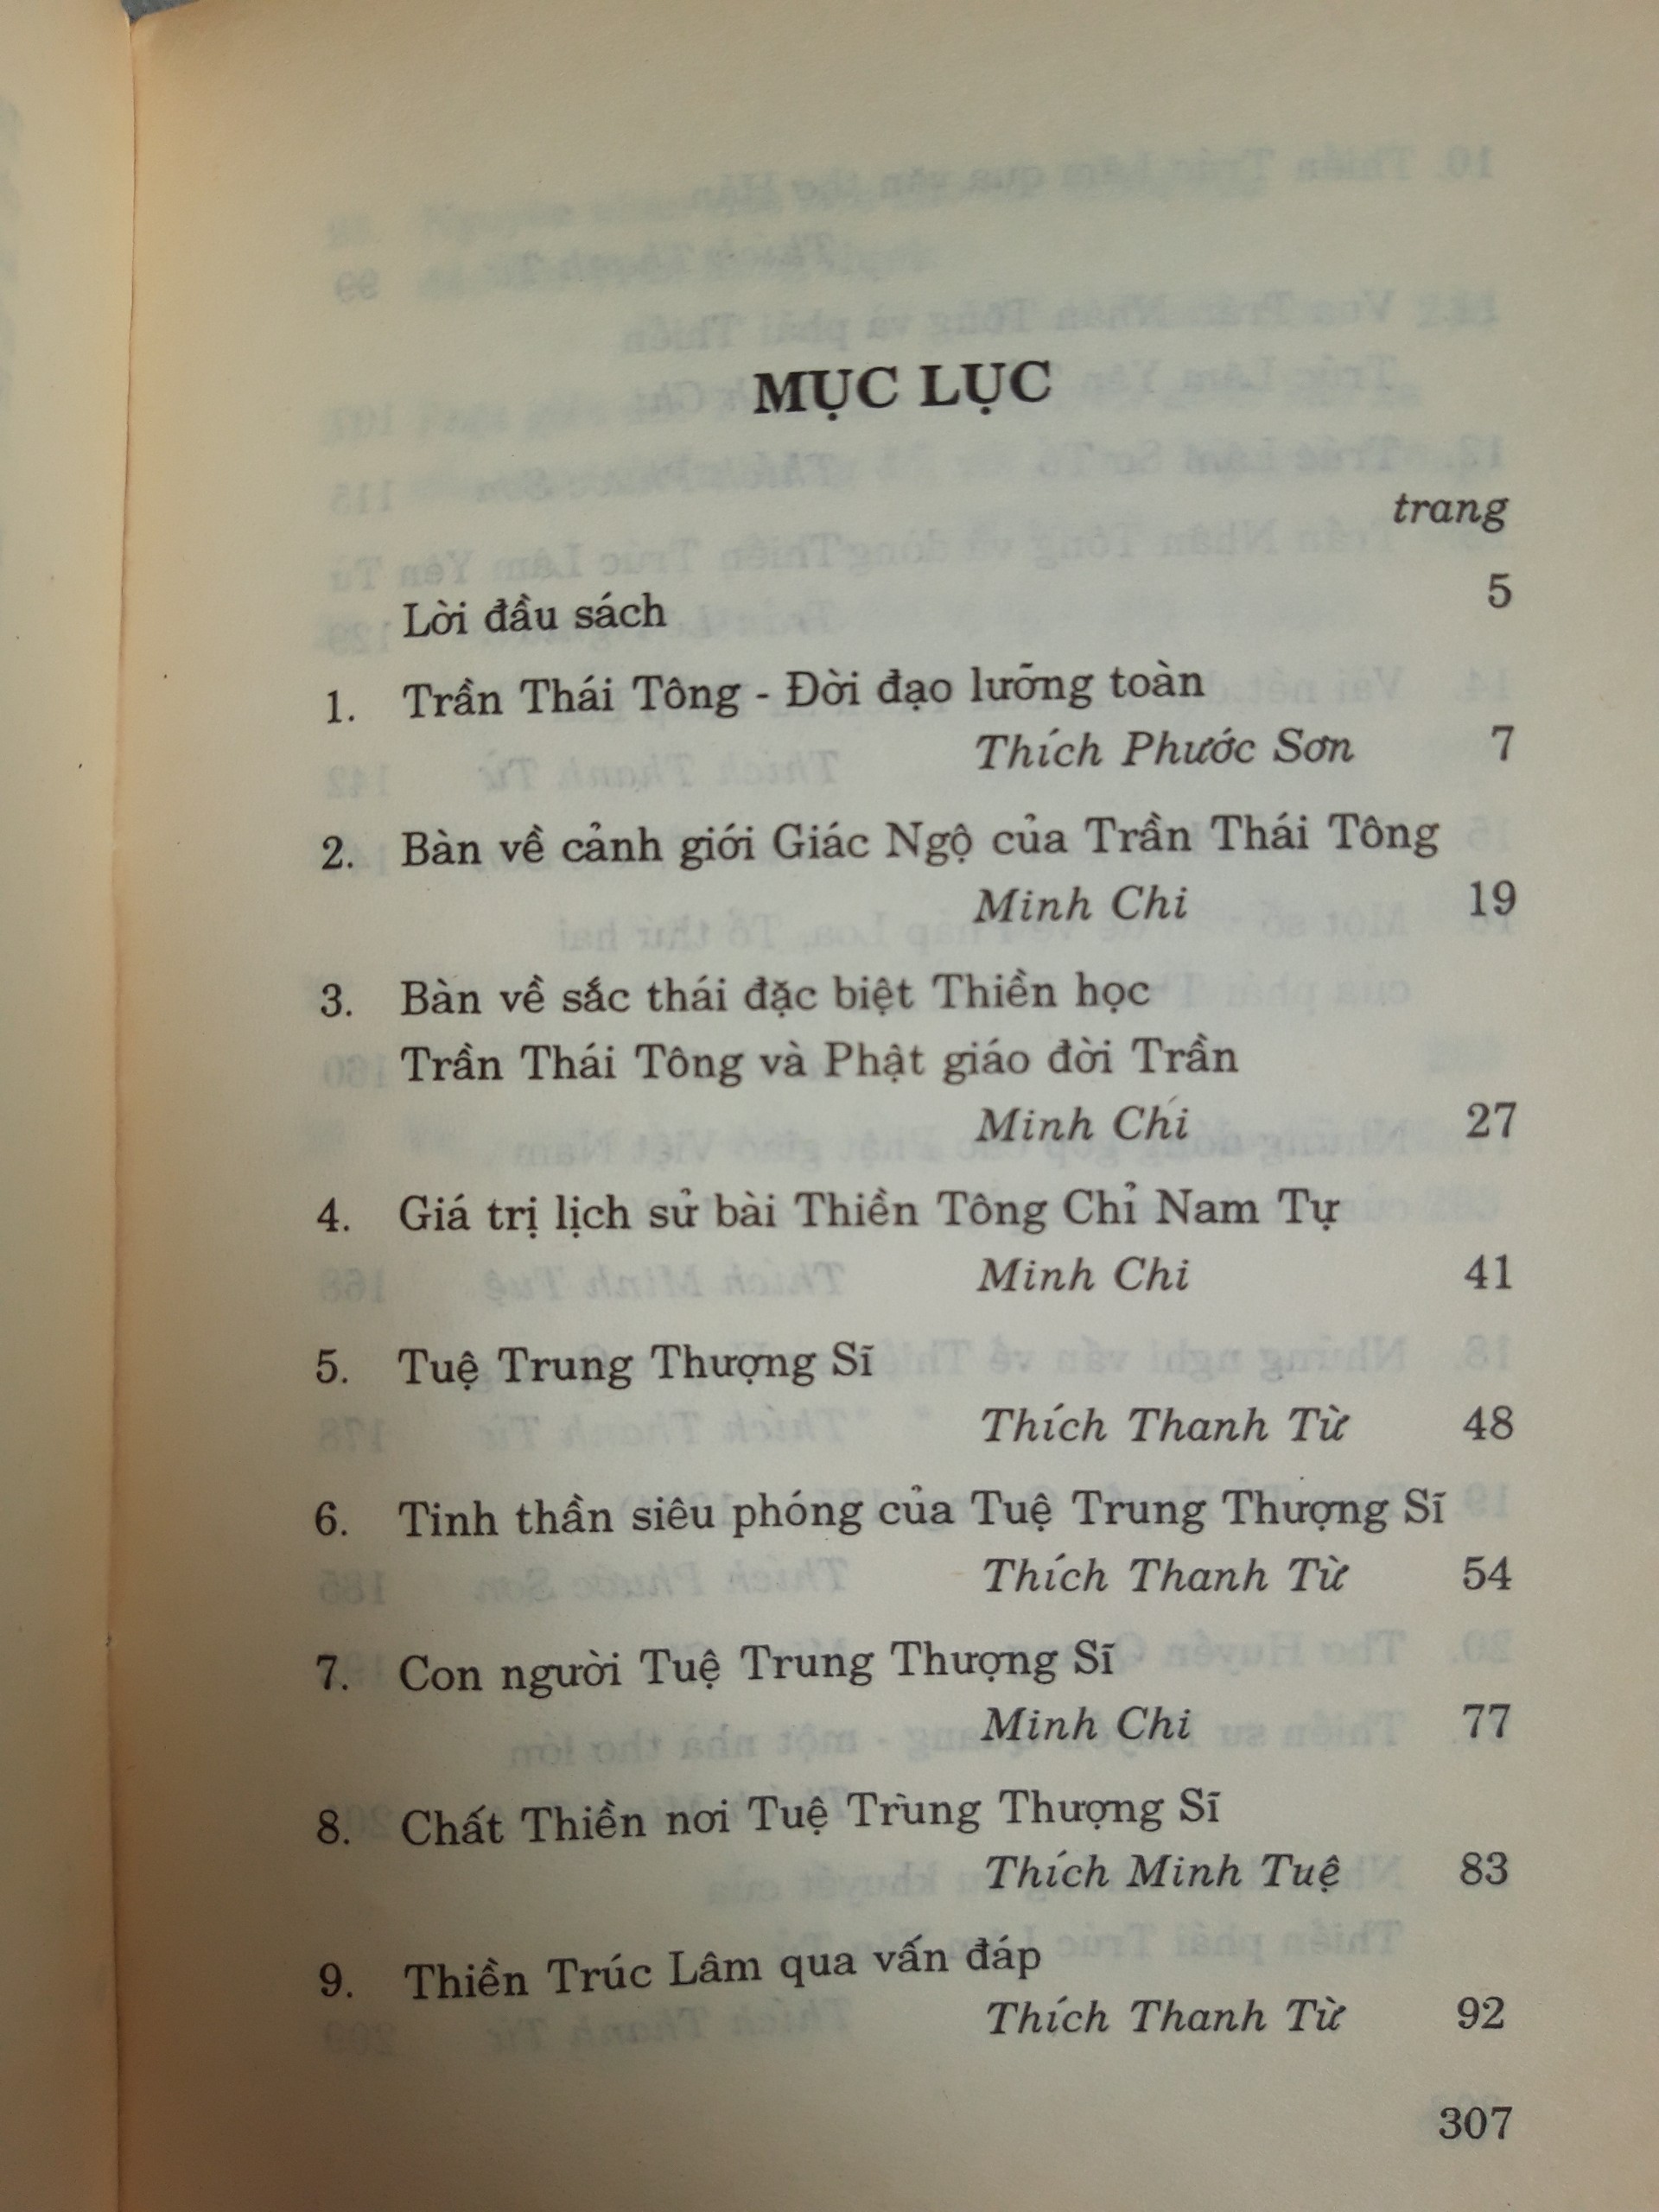 MỤC LỤC
trang
Lời đầu sách 5
1. Trần Thái Tông - Đời đạo lưỡng toàn
Thích Phước Sơn 7
2. Bàn về cảnh giới Giác Ngộ của Trần Thái Tông
Minh Chi 19
3. Bàn về sắc thái đặc biệt Thiền học
Trần Thái Tông và Phật giáo đời Trần
Minh Chi 27
4. Giá trị lịch sử bài Thiền Tông Chỉ Nam Tự
Minh Chi 41
5. Tuệ Trung Thượng Sĩ
Thích Thanh Từ 48
6. Tinh thần siêu phóng của Tuệ Trung Thượng Sĩ
Thích Thanh Từ 54
7. Con người Tuệ Trung Thượng Sĩ
Minh Chi 77
8. Chất Thiền nơi Tuệ Trung Thượng Sĩ
Thích Minh Tuệ 83
9. Thiền Trúc Lâm qua vấn đáp
Thích Thanh Từ 92
307